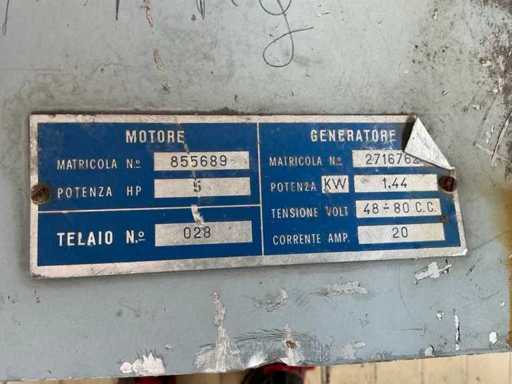 MOTORE
MATRICOLA N.º 855689
POTENZA HP 5
TELAIO N.º 028
GENERATORE
MATRICOLA N.º 2716762
POTENZA KW 1.44
TENSIONE VOLT 48÷80 C.C.
CORRENTE AMP. 20